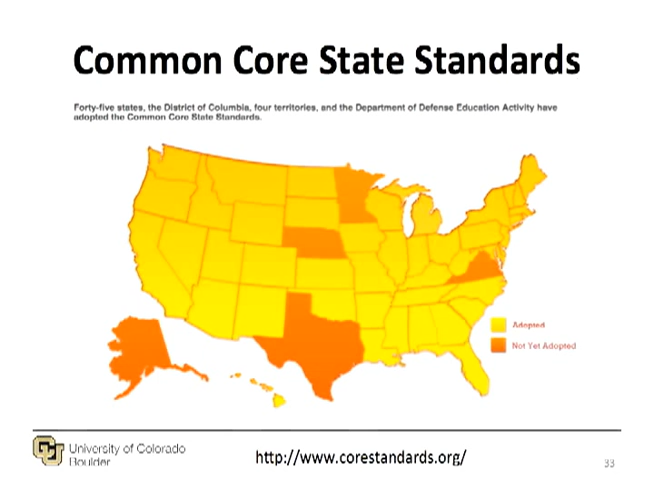 Common Core State Standards
Forty-five states, the District of Columbia, four territories, and the Department of Defense Education Activity have
adopted the Common Core State Standards.
Adopted
Not Yet Adopted
CU
University of Colorado
Boulder
http://www.corestandards.org/
33